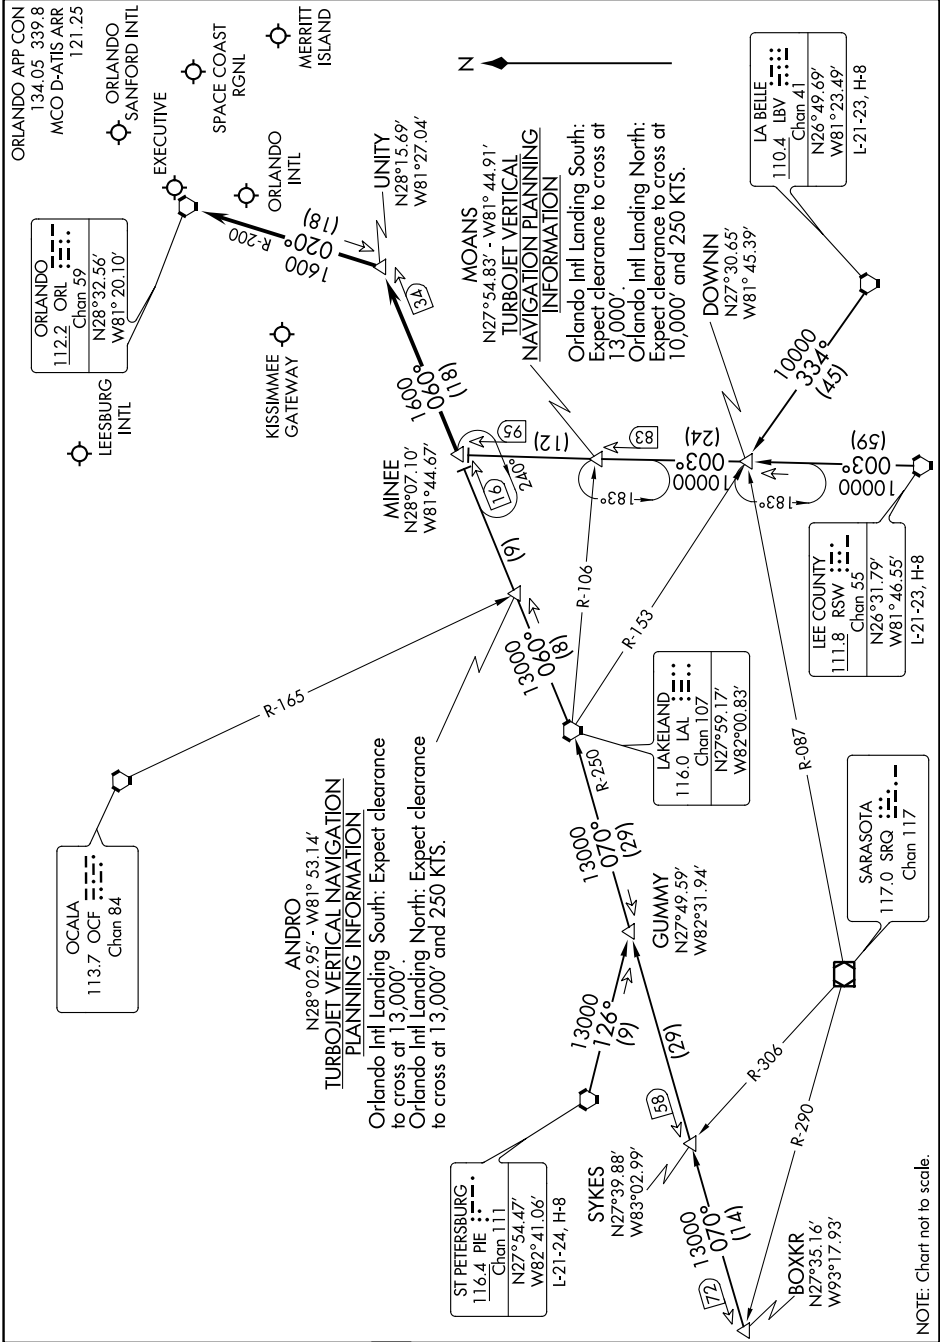 ORLANDO APP CON
134.05 339.8
MCO D-ATIS ARR
121.25
ORLANDO
SANFORD INTL
SPACE COAST
RGNL
MERRITT
ISLAND
EXECUTIVE
ORLANDO
INTL
ORLANDO
112.2 ORL
Chan 59
N28°32.56'
W81° 20.10'
LEESBURG
INTL
KISSIMMEE
GATEWAY
R-200
1600
020°
(18)
UNITY
N28°15.69'
W81°27.04'
34
1600
060°
(18)
MINEE
N28°07.10'
W81°44.67'
95
16
240°
(12)
N
MOANS
N27°54.83' - W81° 44.91'
TURBOJET VERTICAL
NAVIGATION PLANNING
INFORMATION
Orlando Intl Landing South:
Expect clearance to cross at
13,000'.
Orlando Intl Landing North:
Expect clearance to cross at
10,000' and 250 KTS.
83
183°
10000
003°
(24)
DOWNN
N27°30.65'
W81° 45.39'
183°
LA BELLE
110.4 LBV
Chan 41
N26°49.69'
W81°23.49'
L-21-23, H-8
10000
334°
(45)
10000
003°
(59)
LEE COUNTY
111.8 RSW
Chan 55
N26°31.79'
W81°46.55'
L-21-23, H-8
OCALA
113.7 OCF
Chan 84
R-165
(9)
13000
060°
(8)
R-106
R-153
R-087
LAKELAND
116.0 LAL
Chan 107
N27°59.17'
W82°00.83'
ANDRO
N28°02.95' - W81° 53.14'
TURBOJET VERTICAL NAVIGATION
PLANNING INFORMATION
Orlando Intl Landing South: Expect clearance
to cross at 13,000'.
Orlando Intl Landing North: Expect clearance
to cross at 13,000' and 250 KTS.
R-250
13000
070°
(29)
GUMMY
N27°49.59'
W82°31.94'
SARASOTA
117.0 SRQ
Chan 117
13000
126°
(9)
(29)
R-306
R-290
ST PETERSBURG
116.4 PIE
Chan 111
N27°54.47'
W82°41.06'
L-21-24, H-8
58
SYKES
N27°39.88'
W83°02.99'
13000
070°
(14)
72
BOXKR
N27°35.16'
W93°17.93'
NOTE: Chart not to scale.